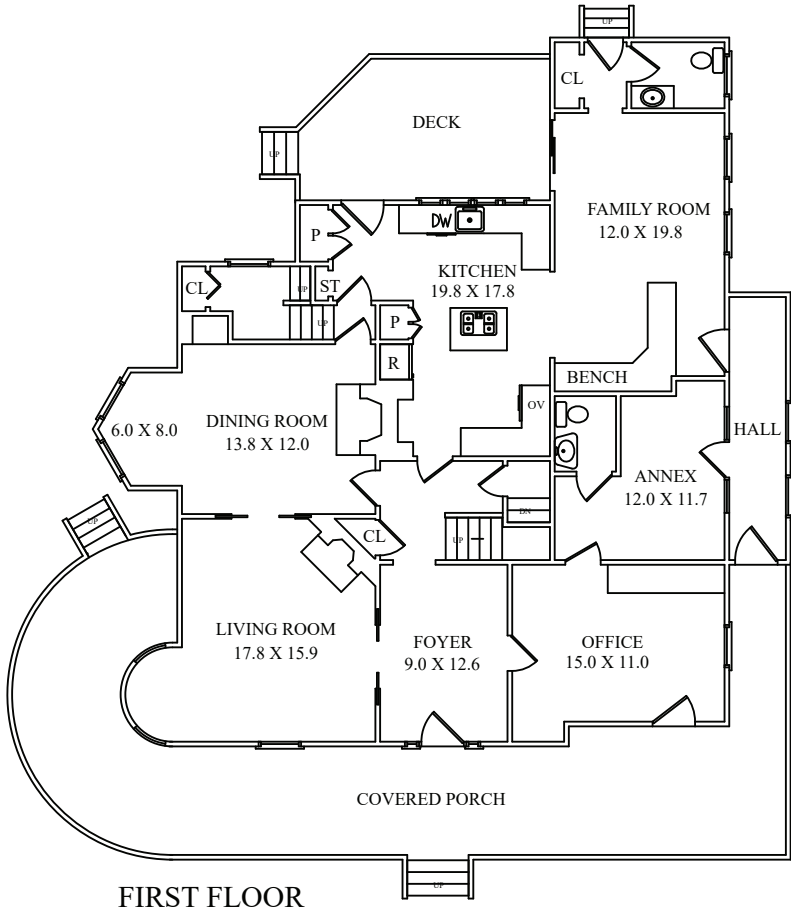 UP
CL
DECK
UP
FAMILY ROOM
12.0 X 19.8
P
DW
KITCHEN
19.8 X 17.8
CL
UP
ST
UP
P
R
BENCH
OV
6.0 X 8.0
DINING ROOM
13.8 X 12.0
HALL
ANNEX
12.0 X 11.7
UP
DN
CL
UP
LIVING ROOM
17.8 X 15.9
FOYER
9.0 X 12.6
OFFICE
15.0 X 11.0
COVERED PORCH
UP
FIRST FLOOR